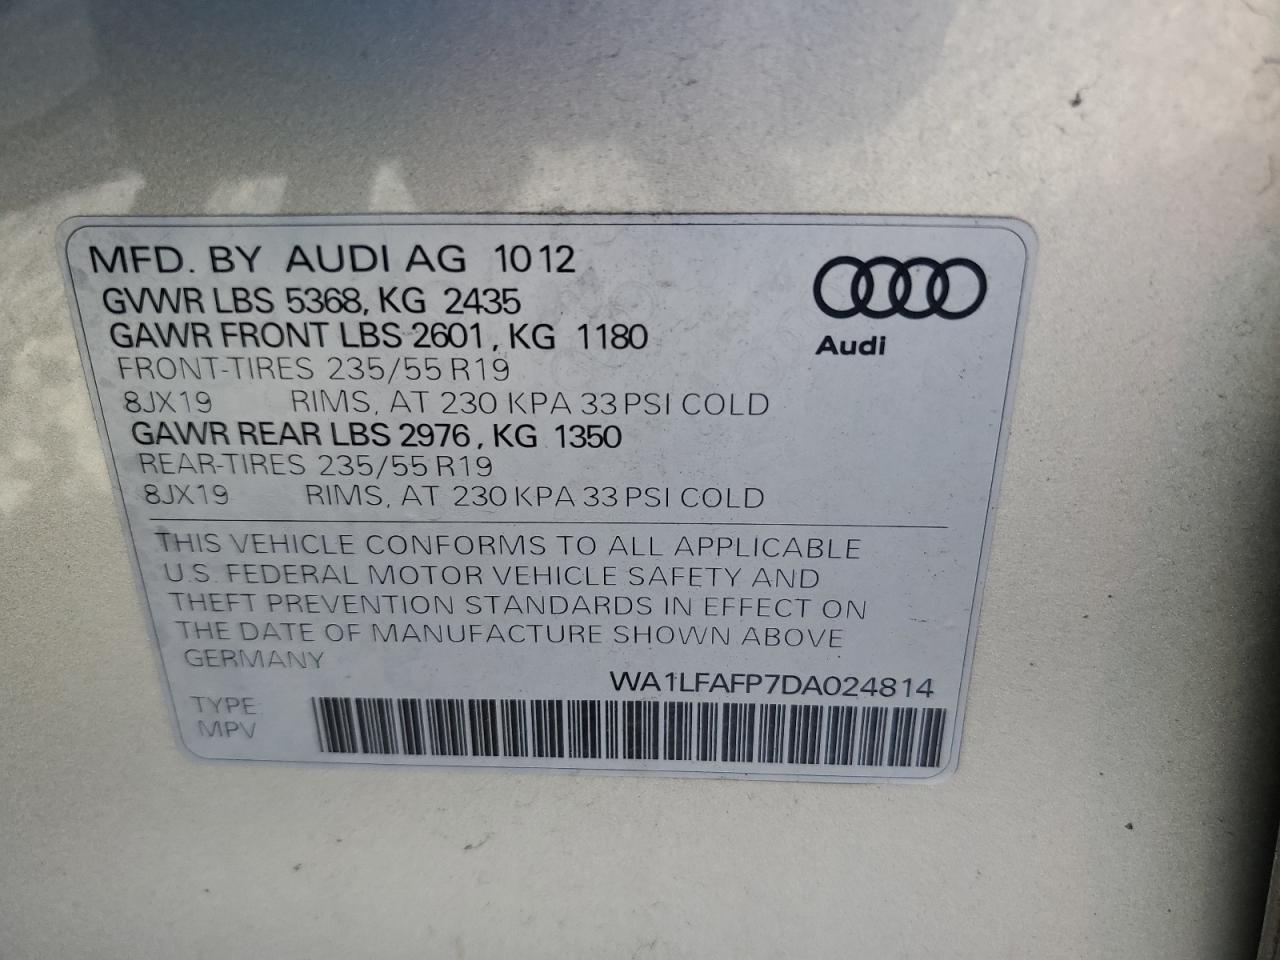 MFD. BY AUDI AG 1012
GVWR LBS 5368, KG 2435
GAWR FRONT LBS 2601, KG 1180
FRONT-TIRES 235/55 R19
8JX19 RIMS, AT 230 KPA 33 PSI COLD
GAWR REAR LBS 2976, KG 1350
REAR-TIRES 235/55 R19
8JX19 RIMS, AT 230 KPA 33 PSI COLD
Audi
THIS VEHICLE CONFORMS TO ALL APPLICABLE
U.S. FEDERAL MOTOR VEHICLE SAFETY AND
THEFT PREVENTION STANDARDS IN EFFECT ON
THE DATE OF MANUFACTURE SHOWN ABOVE
GERMANY
WA1LFAFP7DA024814
TYPE:
MPV